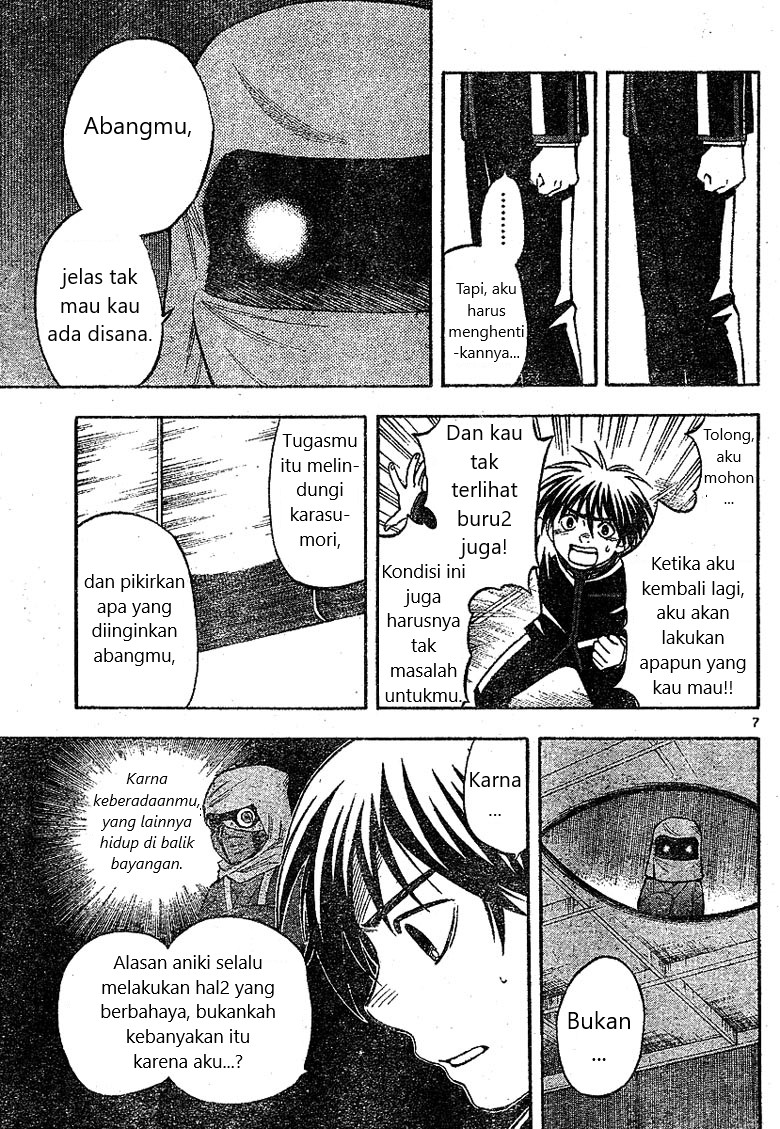 .........
Tapi, aku
harus
menghenti
-kannya...
Abangmu,
jelas tak
mau kau
ada disana.
Tolong,
aku
mohon
...
Ketika aku
kembali lagi,
aku akan
lakukan
apapun yang
kau mau!!
Dan kau
tak
terlihat
buru2
juga!
Kondisi ini
juga
harusnya
tak
masalah
untukmu.
Tugasmu
itu melin-
dungi
karasu-
mori,
dan pikirkan
apa yang
diinginkan
abangmu,
7
Bukan
...
Karna
...
Karna
keberadaanmu,
yang lainnya
hidup di balik
bayangan.
Alasan aniki selalu
melakukan hal2 yang
berbahaya, bukankah
kebanyakan itu
karena aku...?